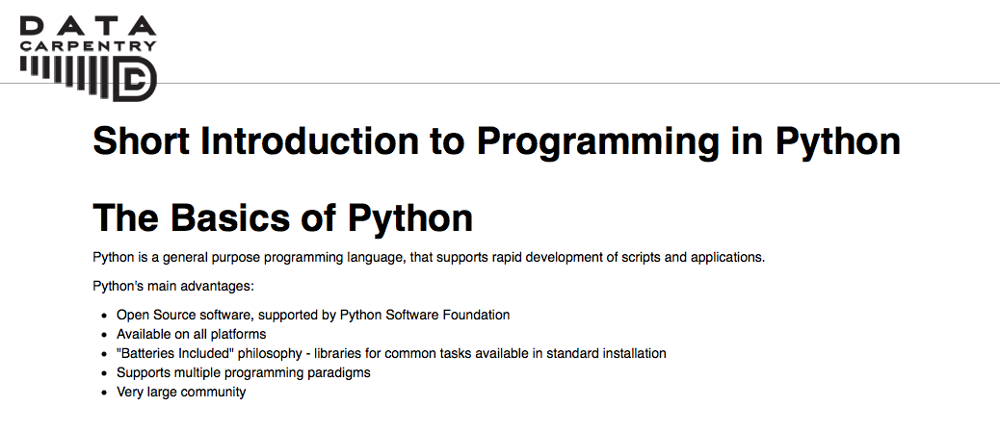 DATA
CARPENTRY
DC
Short Introduction to Programming in Python
The Basics of Python
Python is a general purpose programming language, that supports rapid development of scripts and applications.
Python's main advantages:
• Open Source software, supported by Python Software Foundation
• Available on all platforms
• "Batteries Included" philosophy - libraries for common tasks available in standard installation
• Supports multiple programming paradigms
• Very large community